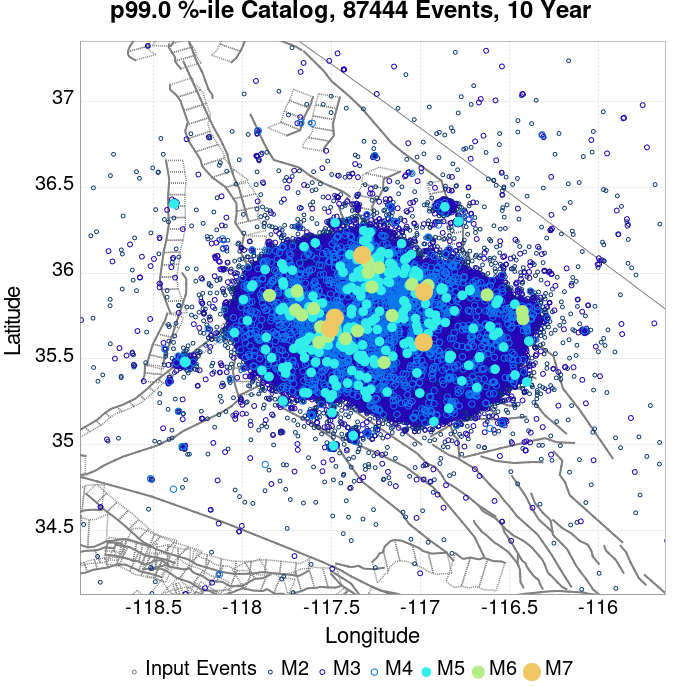 p99.0 %-ile Catalog, 87444 Events, 10 Year
37
36.5
36
35.5
35
34.5
Latitude
-118.5 -118 -117.5 -117 -116.5 -116
Longitude
Input Events M2 M3 M4 M5 M6 M7